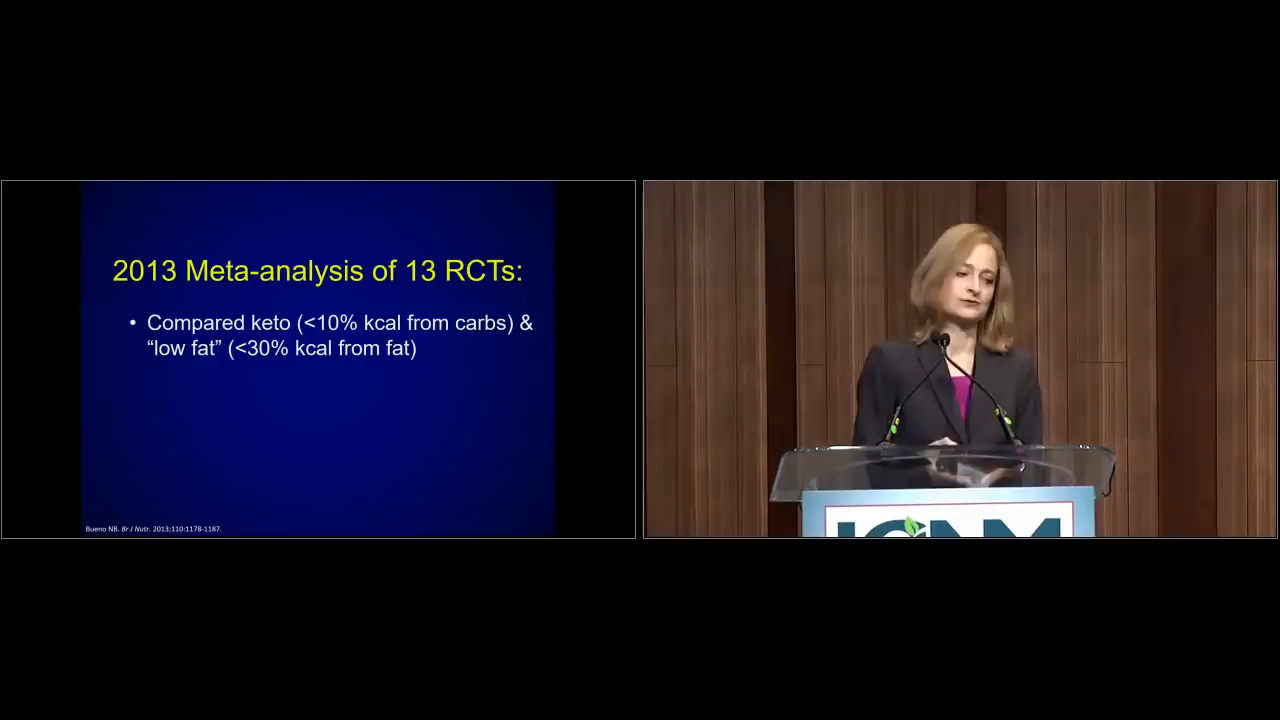 2013 Meta-analysis of 13 RCTs:
• Compared keto (<10% kcal from carbs) &
“low fat” (<30% kcal from fat)
Bueno NB. Br J Nutr. 2013;110:1178-1187.
ICNM